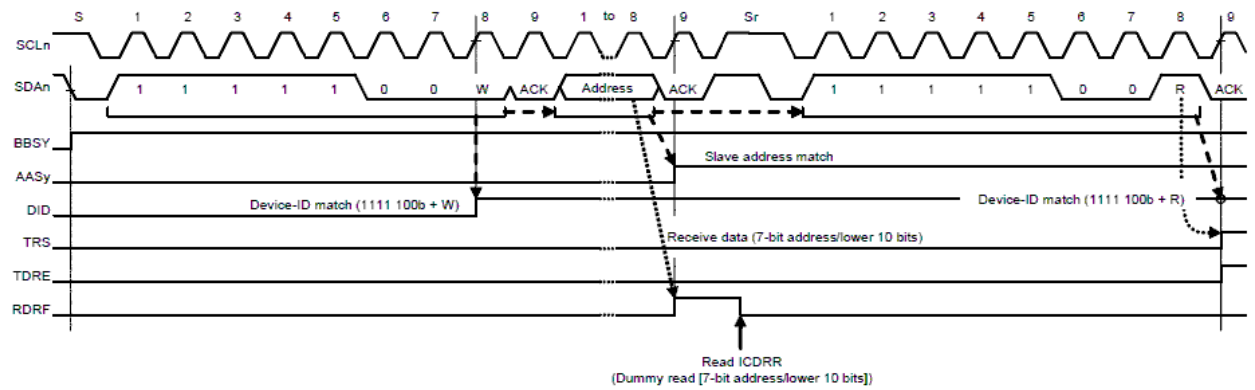 S 1 2 3 4 5 6 7 8 9 1 to 8 9 Sr 1 2 3 4 5 6 7 8 9
SCLn
SDAn 1 1 1 1 1 0 0 W ACK Address ACK 1 1 1 1 1 0 0 R ACK
BBSY
Slave address match
AASy
Device-ID match (1111 100b + W) Device-ID match (1111 100b + R)
DID
Receive data (7-bit address/lower 10 bits)
TRS
TDRE
RDRF
Read ICDRR
(Dummy read [7-bit address/lower 10 bits])